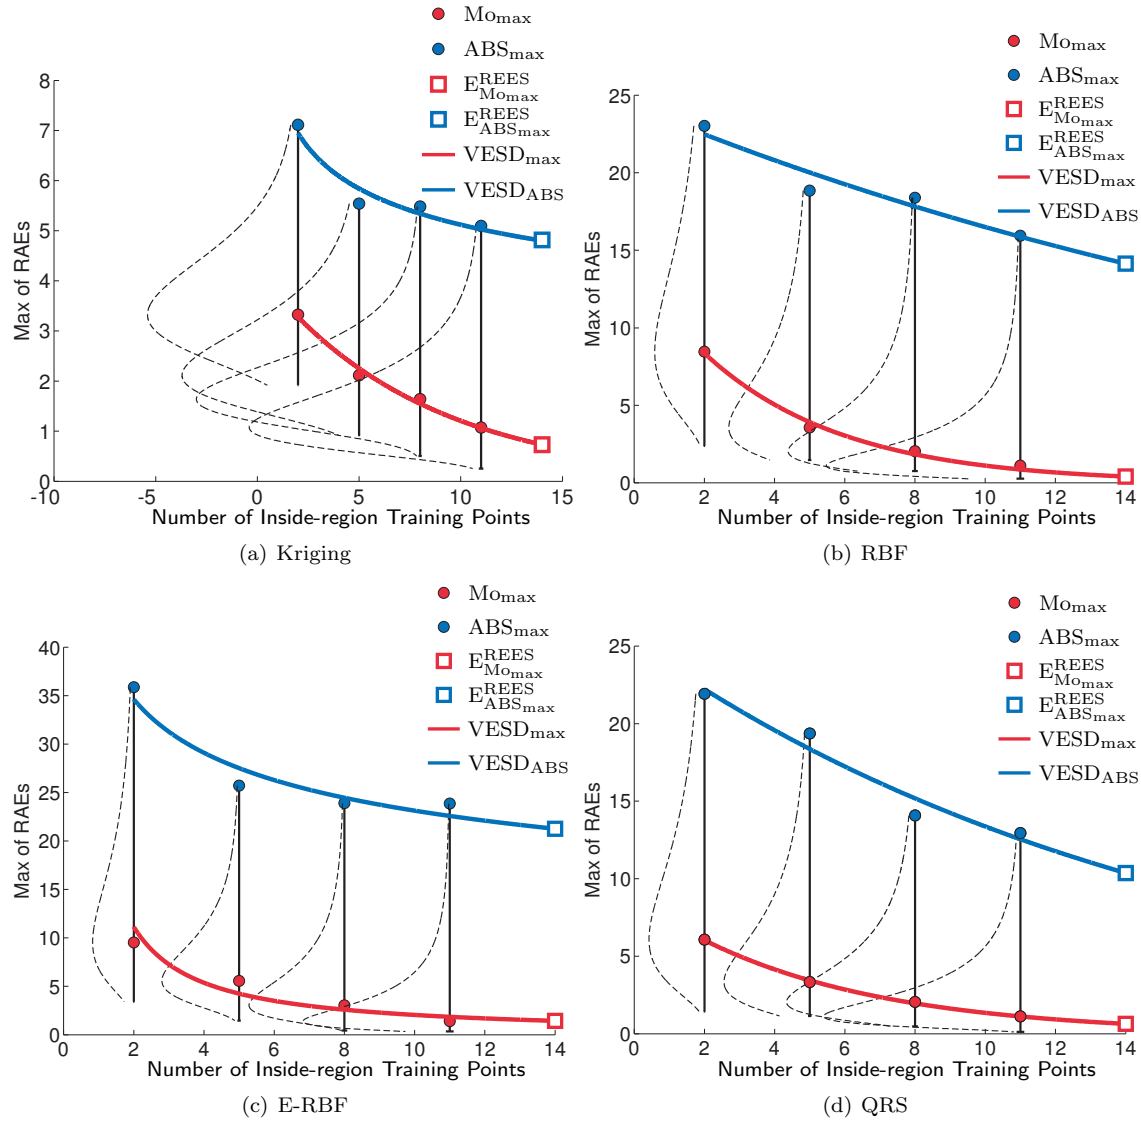 Mo_max
ABS_max
E^REES_Mo_max
E^REES_ABS_max
VESD_max
VESD_ABS
8
7
6
5
4
3
2
1
0
Max of RAEs
-10 -5 0 5 10 15
Number of Inside-region Training Points
(a) Kriging
Mo_max
ABS_max
E^REES_Mo_max
E^REES_ABS_max
VESD_max
VESD_ABS
25
20
15
10
5
0
Max of RAEs
0 2 4 6 8 10 12 14
Number of Inside-region Training Points
(b) RBF
Mo_max
ABS_max
E^REES_Mo_max
E^REES_ABS_max
VESD_max
VESD_ABS
40
35
30
25
20
15
10
5
0
Max of RAEs
0 2 4 6 8 10 12 14
Number of Inside-region Training Points
(c) E-RBF
Mo_max
ABS_max
E^REES_Mo_max
E^REES_ABS_max
VESD_max
VESD_ABS
25
20
15
10
5
0
Max of RAEs
0 2 4 6 8 10 12 14
Number of Inside-region Training Points
(d) QRS